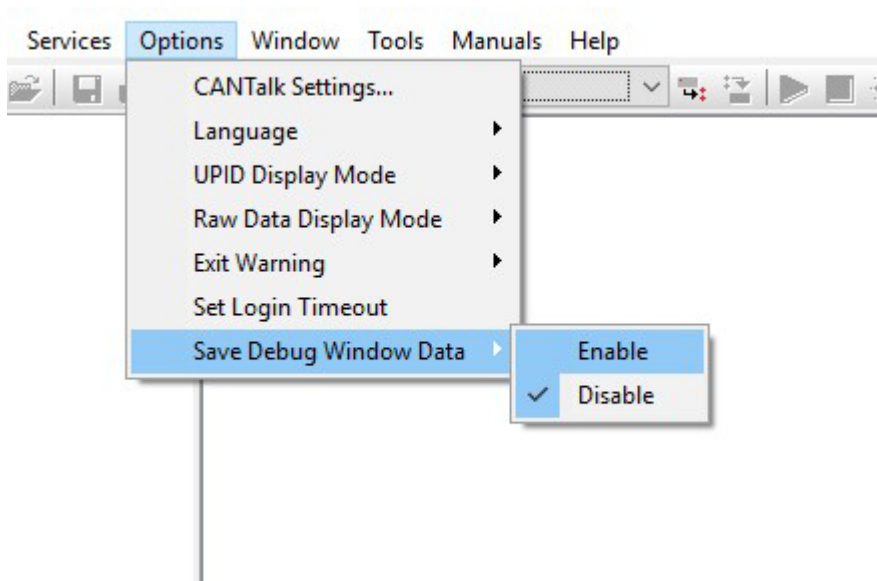 Services Options Window Tools Manuals Help
CANTalk Settings...
Language
UPID Display Mode
Raw Data Display Mode
Exit Warning
Set Login Timeout
Save Debug Window Data
Enable
Disable